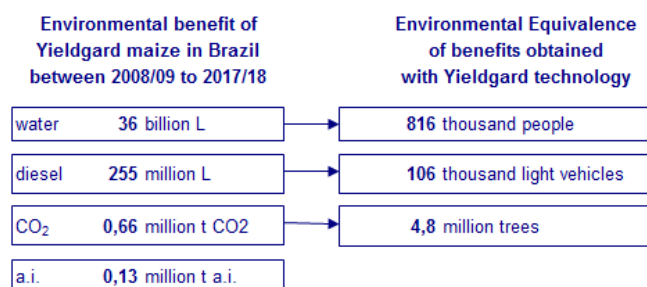 Environmental benefit of
Yieldgard maize in Brazil
between 2008/09 to 2017/18
Environmental Equivalence
of benefits obtained
with Yieldgard technology
water 36 billion L 816 thousand people
diesel 255 million L 106 thousand light vehicles
CO₂ 0,66 million t CO2 4,8 million trees
a.i. 0,13 million t a.i.